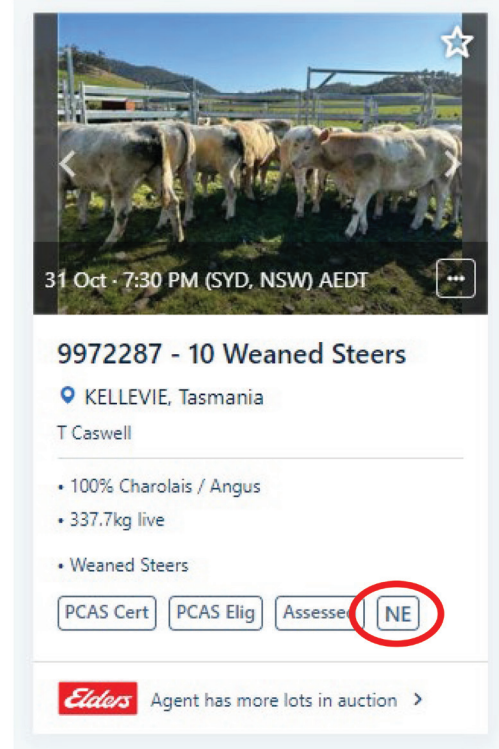 31 Oct · 7:30 PM (SYD, NSW) AEDT
9972287 - 10 Weaned Steers
KELLEVIE, Tasmania
T Caswell
• 100% Charolais / Angus
• 337.7kg live
• Weaned Steers
PCAS Cert PCAS Elig Assessed NE
Elders Agent has more lots in auction >